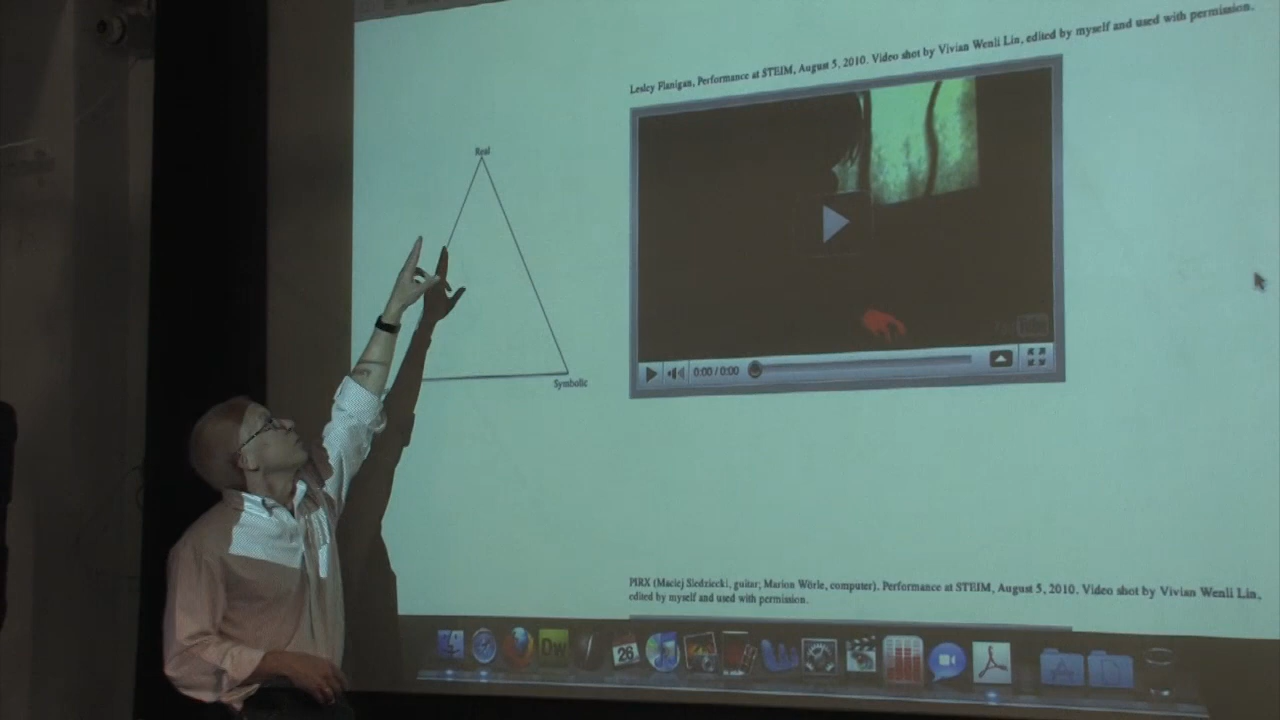 Lesley Flanigan, Performance at STEIM, August 5, 2010. Video shot by Vivian Wenli Lin, edited by myself and used with permission.
Real
Symbolic
0:00 / 0:00
PIRX (Maciej Sledziecki, guitar; Marion Wörle, computer). Performance at STEIM, August 5, 2010. Video shot by Vivian Wenli Lin,
edited by myself and used with permission.
Dw
26